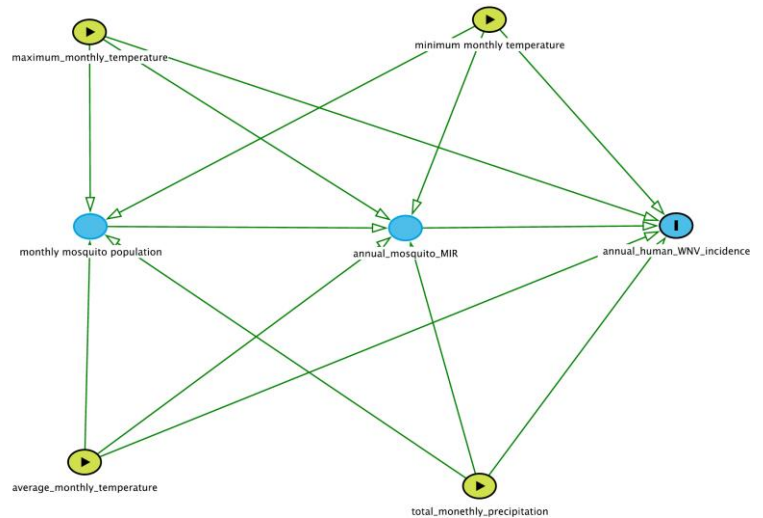 maximum_monthly_temperature
minimum monthly temperature
monthly mosquito population
annual_mosquito_MIR
annual_human_WNV_incidence
average_monthly_temperature
total_monethly_precipitation